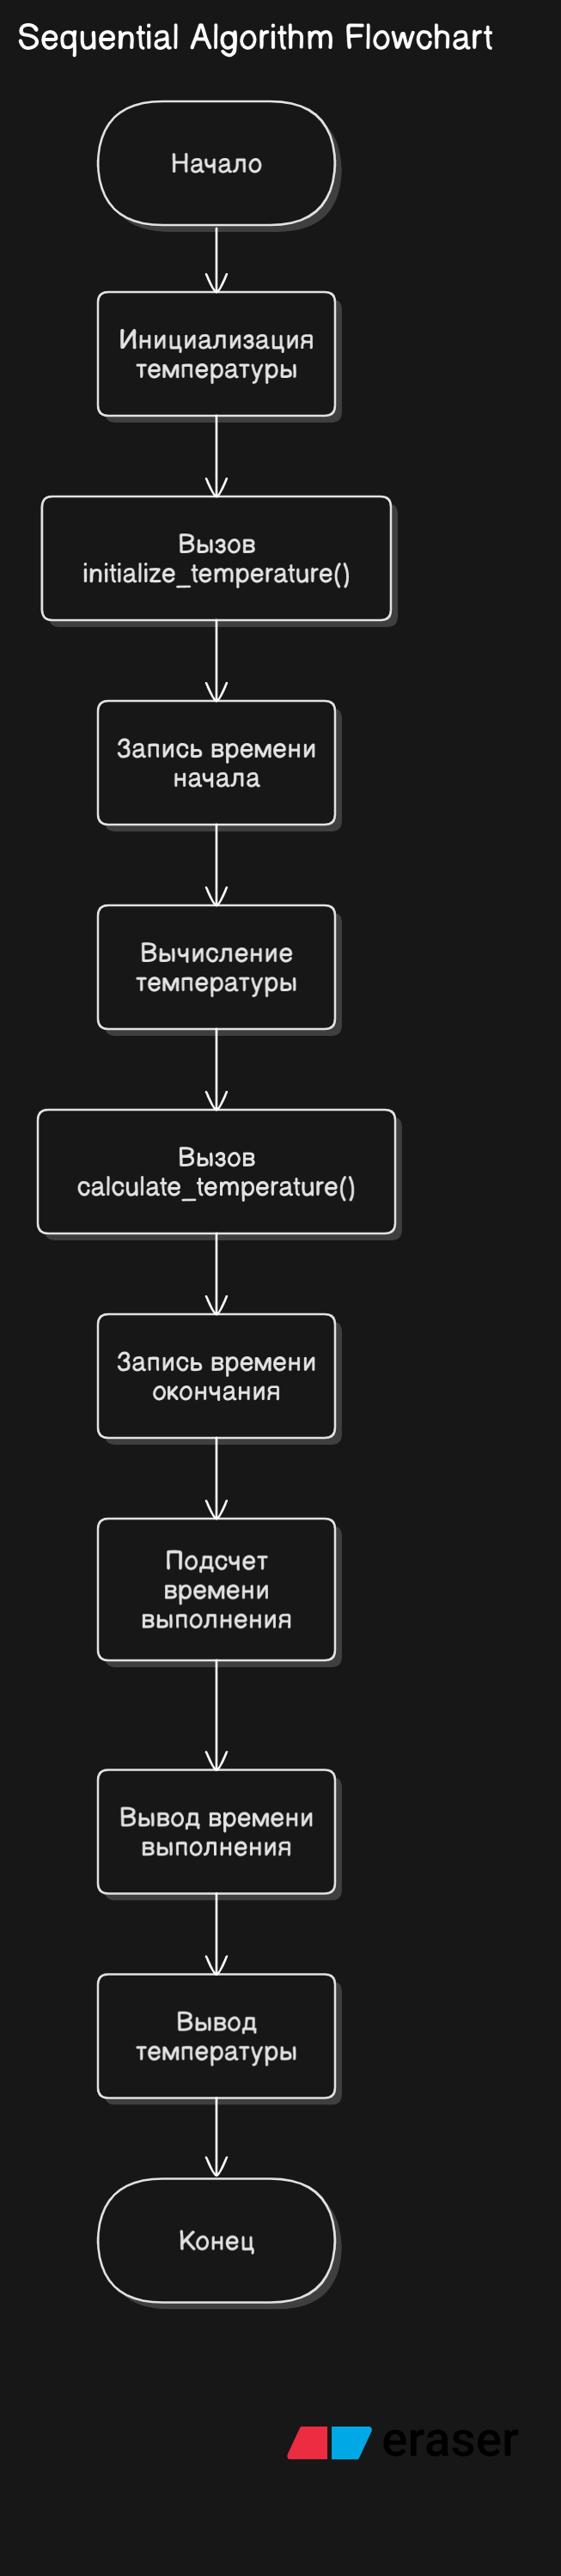 Sequential Algorithm Flowchart
Начало
Инициализация
температуры
Вызов
initialize_temperature()
Запись времени
начала
Вычисление
температуры
Вызов
calculate_temperature()
Запись времени
окончания
Подсчет
времени
выполнения
Вывод времени
выполнения
Вывод
температуры
Конец
eraser